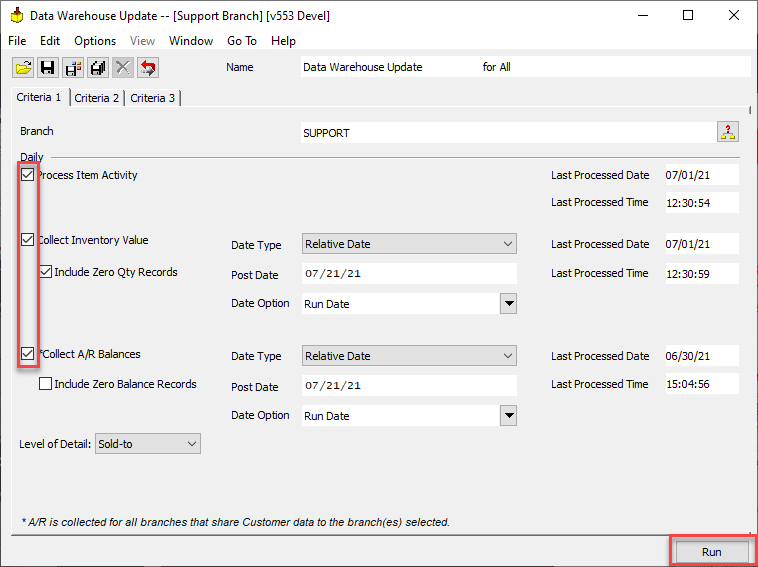 Data Warehouse Update -- [Support Branch] [v553 Devel]
File Edit Options View Window Go To Help
Name Data Warehouse Update for All
Criteria 1 Criteria 2 Criteria 3
Branch SUPPORT
Daily
Process Item Activity Last Processed Date 07/01/21
Last Processed Time 12:30:54
Collect Inventory Value Date Type Relative Date Last Processed Date 07/01/21
Include Zero Qty Records Post Date 07/21/21 Last Processed Time 12:30:59
Date Option Run Date
*Collect A/R Balances Date Type Relative Date Last Processed Date 06/30/21
Include Zero Balance Records Post Date 07/21/21 Last Processed Time 15:04:56
Date Option Run Date
Level of Detail: Sold-to
* A/R is collected for all branches that share Customer data to the branch(es) selected.
Run